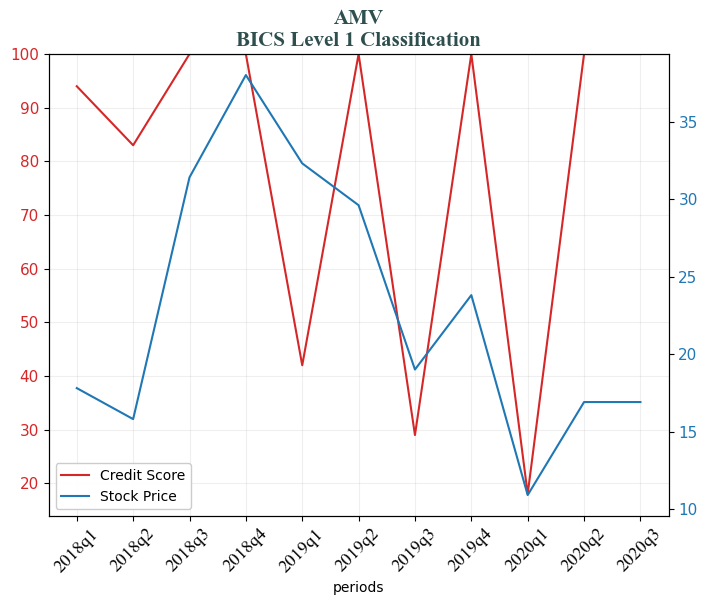 AMV
BICS Level 1 Classification
100
90
80
70
60
50
40
30
20
35
30
25
20
15
10
Credit Score
Stock Price
2018q1
2018q2
2018q3
2018q4
2019q1
2019q2
2019q3
2019q4
2020q1
2020q2
2020q3
periods